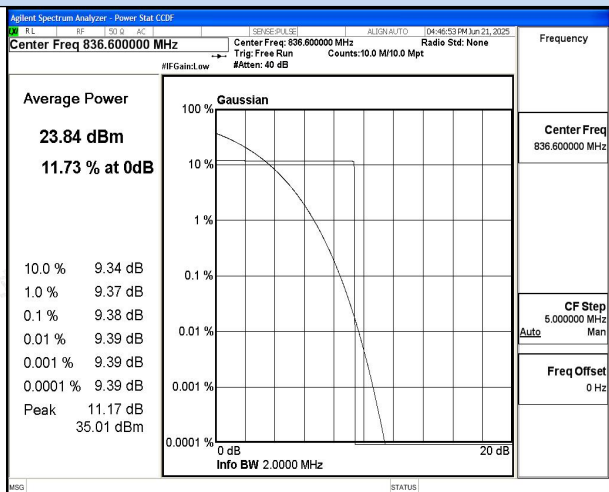 Agilent Spectrum Analyzer - Power Stat CCDF
RL RF 50 Ω AC SENSE:PULSE ALIGN AUTO 04:46:53 PM Jun 21, 2025
Center Freq 836.600000 MHz
Center Freq: 836.600000 MHz Radio Std: None
Trig: Free Run Counts:10.0 M/10.0 Mpt
#IFGain:Low #Atten: 40 dB
Average Power
23.84 dBm
11.73 % at 0dB
10.0 % 9.34 dB
1.0 % 9.37 dB
0.1 % 9.38 dB
0.01 % 9.39 dB
0.001 % 9.39 dB
0.0001 % 9.39 dB
Peak 11.17 dB
35.01 dBm
Gaussian
100 %
10 %
1 %
0.1 %
0.01 %
0.001 %
0.0001 %
0 dB 20 dB
Info BW 2.0000 MHz
Frequency
Center Freq
836.600000 MHz
CF Step
5.000000 MHz
Auto Man
Freq Offset
0 Hz
MSG STATUS